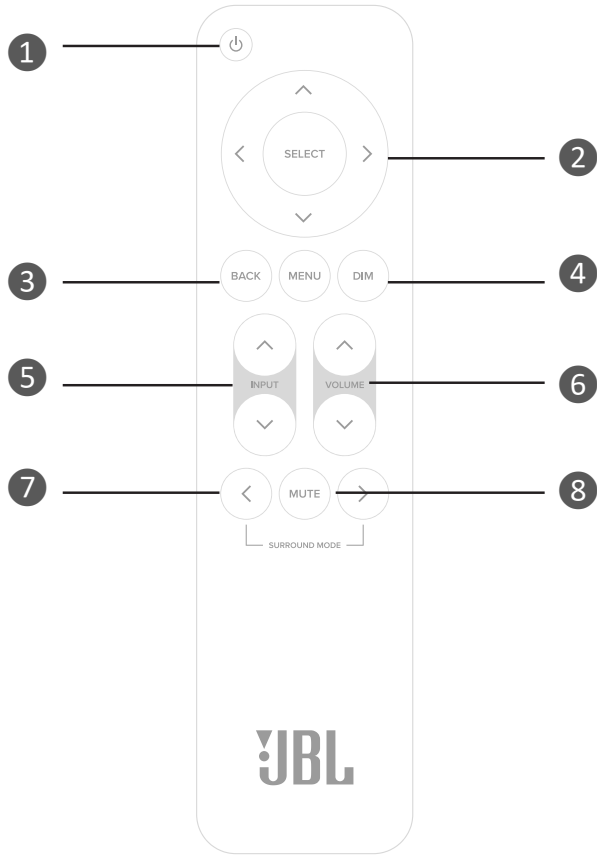 1
SELECT
2
3
BACK
MENU
DIM
4
5
INPUT
VOLUME
6
7
MUTE
8
SURROUND MODE
JBL